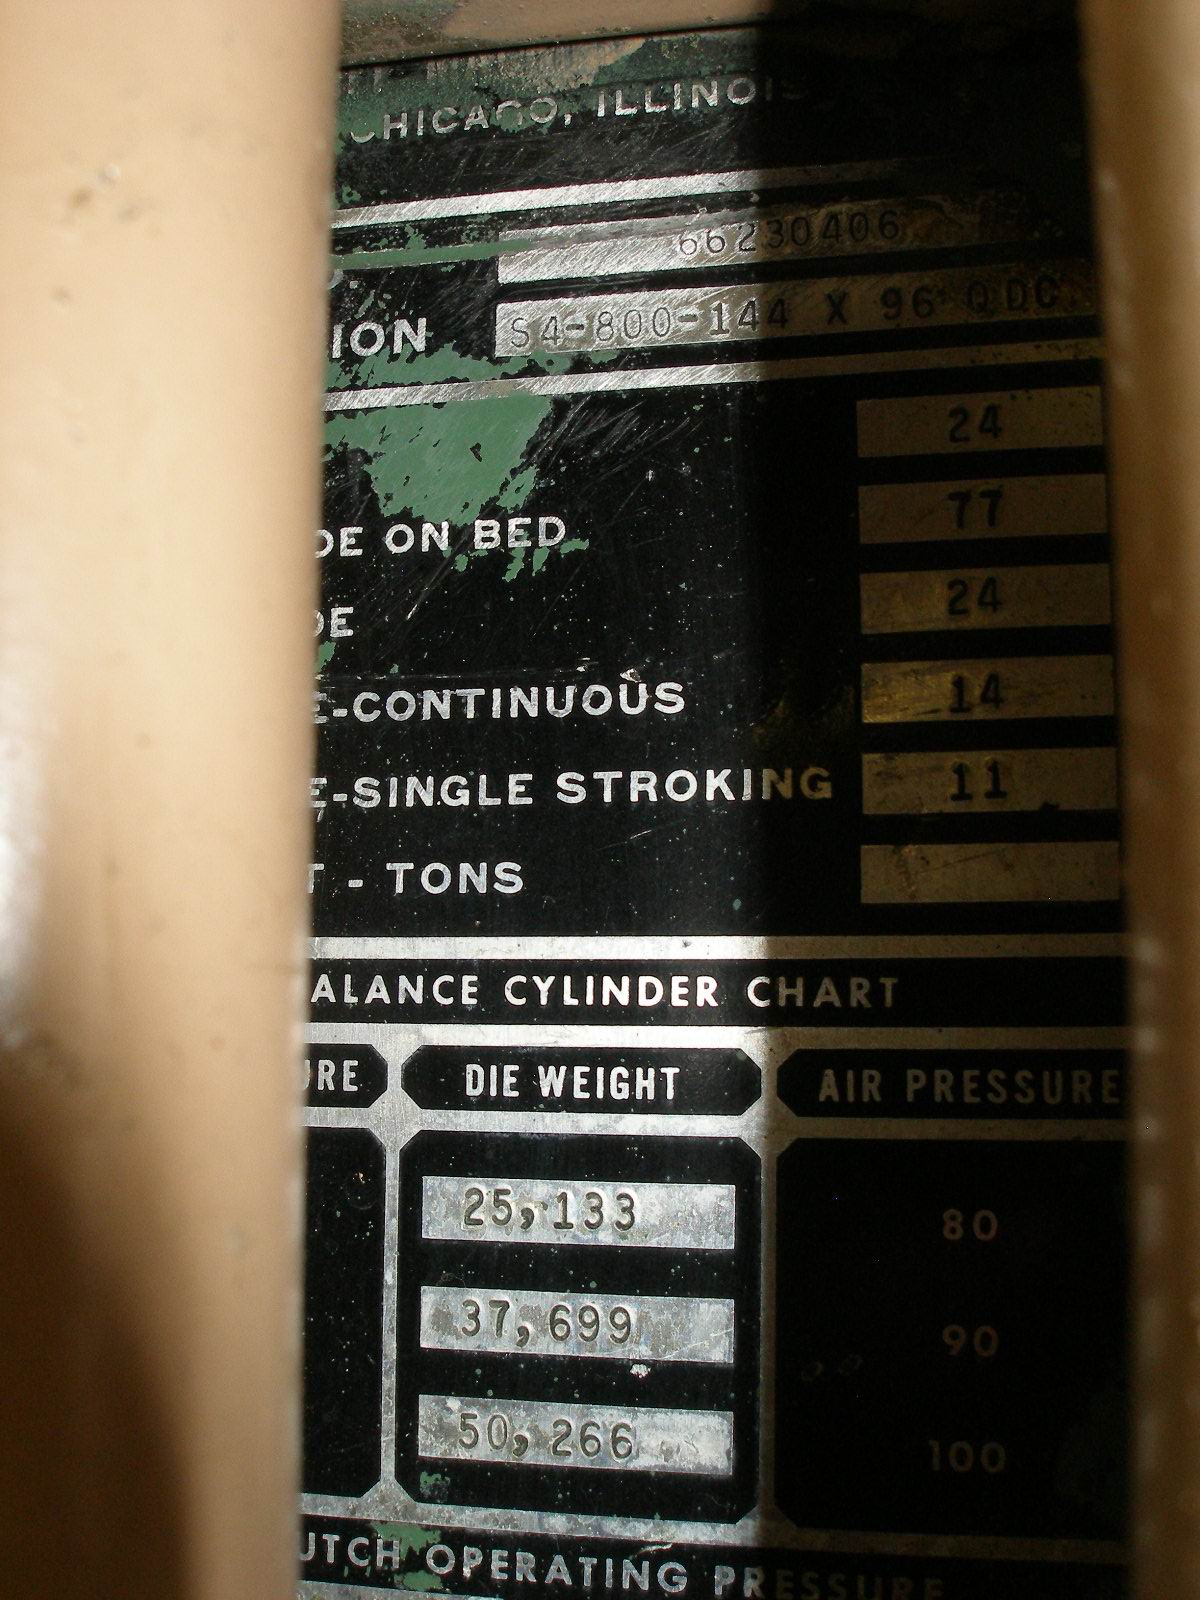 CHICAGO, ILLINOIS
66230406
ION S4-800-144 X 96 QDC
24
DE ON BED 77
DE 24
E-CONTINUOUS 14
E-SINGLE STROKING 11
T - TONS
ALANCE CYLINDER CHART
URE DIE WEIGHT AIR PRESSURE
25,133 80
37,699 90
50,266 100
UTCH OPERATING PRESSURE